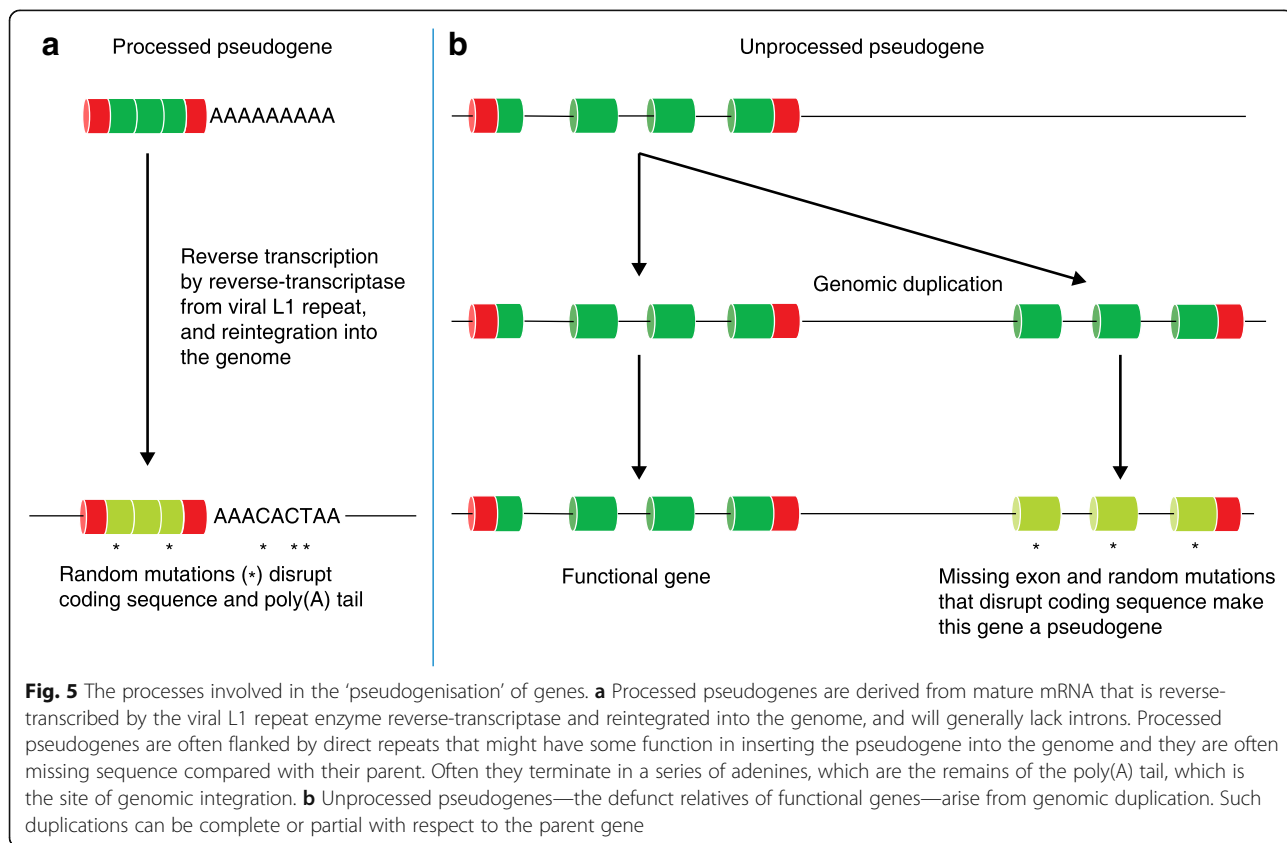 a
Processed pseudogene
AAAAAAAAA
Reverse transcription
by reverse-transcriptase
from viral L1 repeat,
and reintegration into
the genome
AAACACTAA
* * * * *
Random mutations (*) disrupt
coding sequence and poly(A) tail
b
Unprocessed pseudogene
Genomic duplication
* * *
Functional gene
Missing exon and random mutations
that disrupt coding sequence make
this gene a pseudogene
Fig. 5 The processes involved in the ‘pseudogenisation’ of genes. a Processed pseudogenes are derived from mature mRNA that is reverse-
transcribed by the viral L1 repeat enzyme reverse-transcriptase and reintegrated into the genome, and will generally lack introns. Processed
pseudogenes are often flanked by direct repeats that might have some function in inserting the pseudogene into the genome and they are often
missing sequence compared with their parent. Often they terminate in a series of adenines, which are the remains of the poly(A) tail, which is
the site of genomic integration. b Unprocessed pseudogenes—the defunct relatives of functional genes—arise from genomic duplication. Such
duplications can be complete or partial with respect to the parent gene